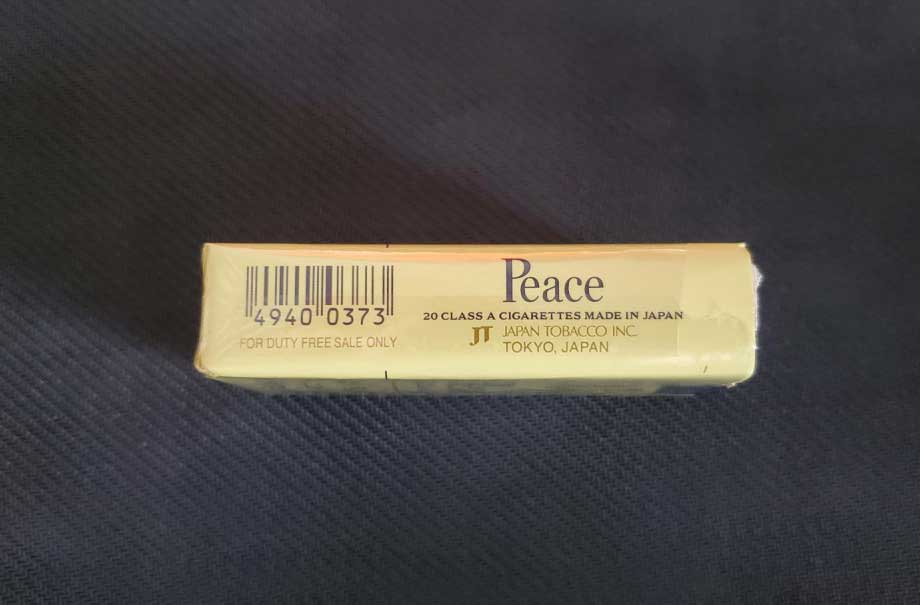 4940 0373
FOR DUTY FREE SALE ONLY
Peace
20 CLASS A CIGARETTES MADE IN JAPAN
JT JAPAN TOBACCO INC.
TOKYO, JAPAN